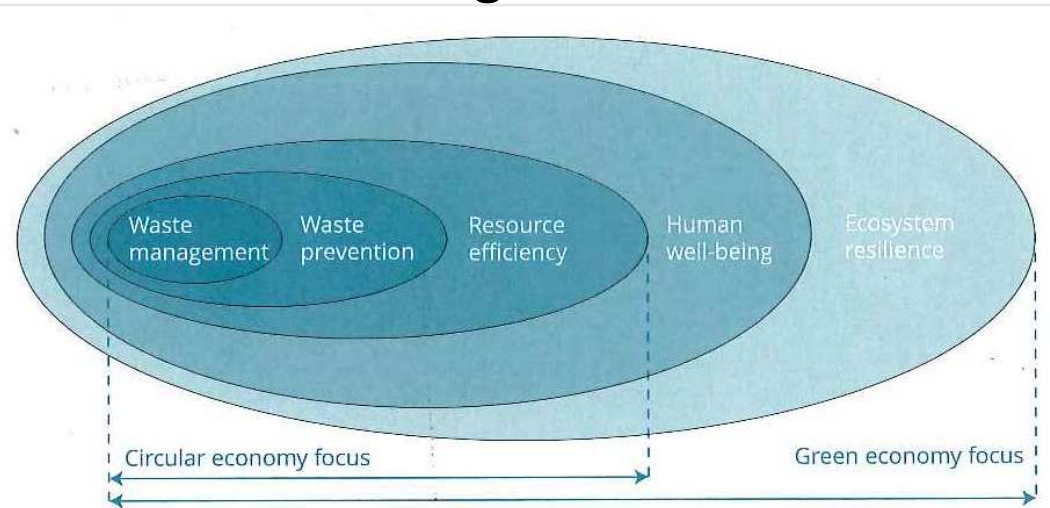 Waste
management
Waste
prevention
Resource
efficiency
Human
well-being
Ecosystem
resilience
Circular economy focus
Green economy focus